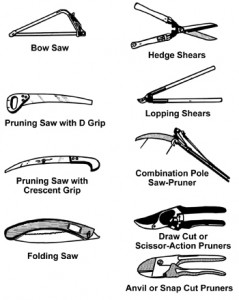 Bow Saw
Pruning Saw with D Grip
Pruning Saw with
Crescent Grip
Folding Saw
Hedge Shears
Lopping Shears
Combination Pole
Saw-Pruner
Draw Cut or
Scissor-Action Pruners
Anvil or Snap Cut Pruners